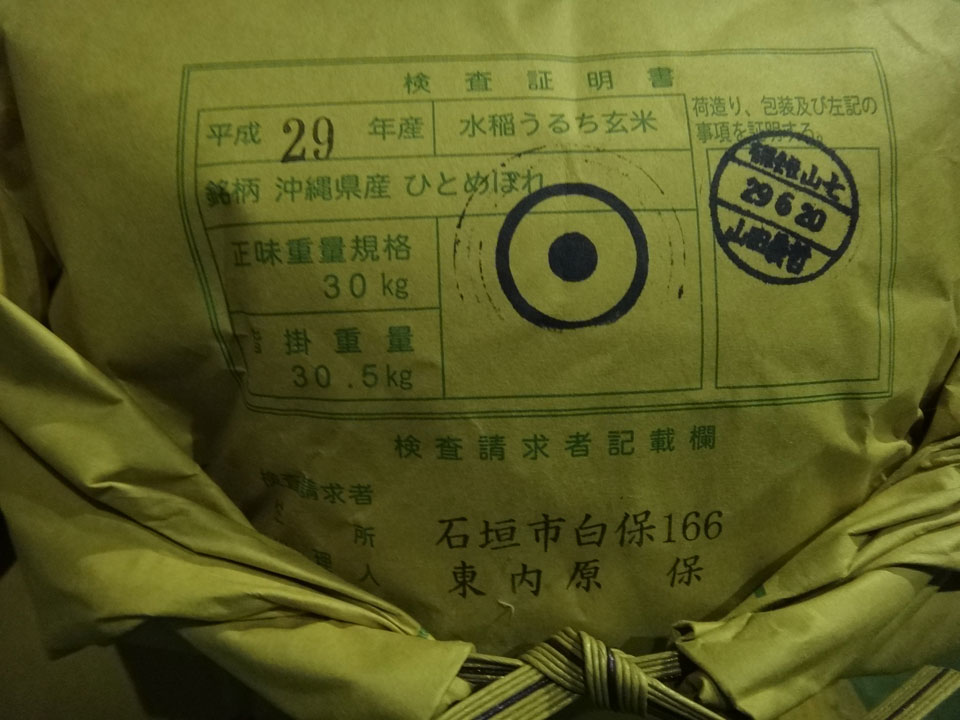 検査証明書
平成 29 年産
水稲うるち玄米
荷造り、包装及び左記の
事項を証明する。
銘柄 沖縄県産 ひとめぼれ
正味重量規格
30 kg
掛重量
30.5kg
29 6 20
検査請求者記載欄
検査請求者
所
石垣市白保166
人
東内原 保